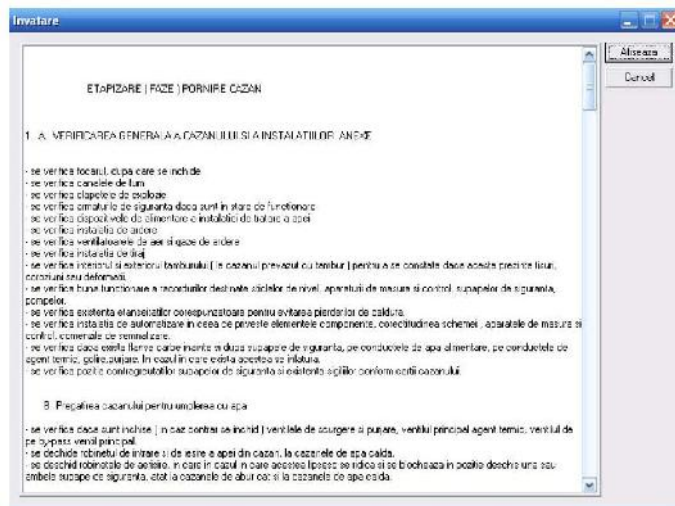 Invatare
Afiseaza
Cancel
ETAPIZARE ( FAZE ) PORNIRE CAZAN
1. A. VERIFICAREA GENERALA A CAZANULUI SI A INSTALATIILOR ANEXE
- se verifica focarul, dupa care se inchide
- se verifica canalele de fum
- se verifica clapetele de explozie
- se verifica armaturile de siguranta daca sunt in stare de functionare
- se verifica dispozitivele de alimentare a instalatiei de tratare a apei
- se verifica instalatia de ardere
- se verifica ventilatoarele de aer si gaze de ardere
- se verifica instalatia de tiraj
- se verifica interiorul si exteriorul tamburului ( la cazanul prevazut cu tambur ) pentru a se constata daca acesta prezinta fisuri,
coroziuni sau deformatii.
- se verifica buna functionare a racordurilor destinate sticlelor de nivel, aparaturii de masura si control, supapelor de siguranta,
pompelor.
- se verifica existenta etanseitatilor corespunzatoare pentru evitarea pierderilor de caldura.
- se verifica instalatia de automatizare in ceea ce priveste elementele componente, corectitudinea schemei , aparatele de masura si
control, comenzile de semnalizare.
- se verifica daca exista flanse oarbe inainte si dupa supapele de siguranta, pe conductele de apa alimentare, pe conductele de
agent termic, golire,purjare. In cazul in care exista acestea se inlatura.
- se verifica pozitia contragreutatilor supapelor de siguranta si existenta sigiliilor conform cartii cazanului.
B. Pregatirea cazanului pentru umplerea cu apa
- se verifica daca sunt inchise ( in caz contrar se inchid ) ventilele de scurgere si purjare, ventilul principal agent termic, ventilul de
pe by-pass ventil principal.
- se deschide robinetul de intrare si de iesire a apei din cazan, la cazanele de apa calda.
- se deschid robinetele de aerisire, in care in cazul in care acestea lipsesc se ridica si se blocheaza in pozitie deschis una sau
ambele supape de siguranta, atat la cazanele de abur cat si la cazanele de apa calda.